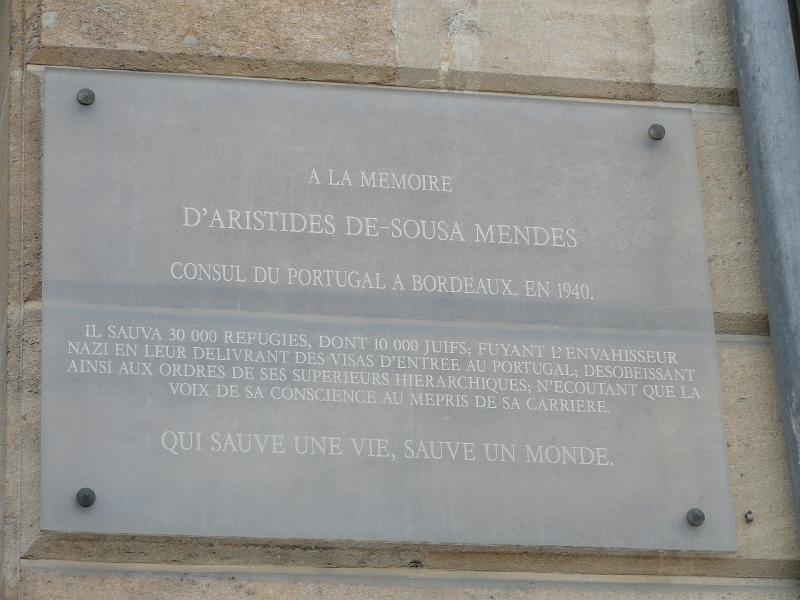 A LA MEMOIRE
D'ARISTIDES DE-SOUSA MENDES
CONSUL DU PORTUGAL A BORDEAUX. EN 1940.
IL SAUVA 30 000 REFUGIES, DONT 10 000 JUIFS; FUYANT L'ENVAHISSEUR
NAZI EN LEUR DELIVRANT DES VISAS D'ENTREE AU PORTUGAL; DESOBEISSANT
AINSI AUX ORDRES DE SES SUPERIEURS HIERARCHIQUES; N'ECOUTANT QUE LA
VOIX DE SA CONSCIENCE AU MEPRIS DE SA CARRIERE.
QUI SAUVE UNE VIE, SAUVE UN MONDE.